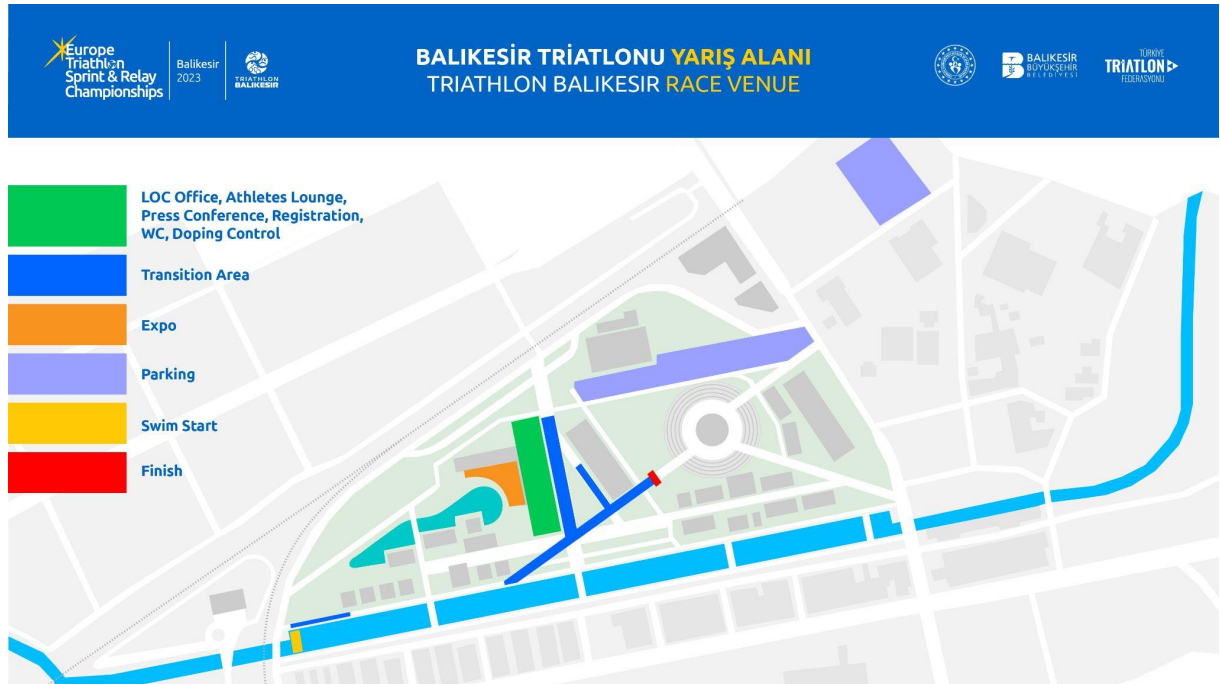 Europe
Triathlon
Sprint & Relay
Championships
Balikesir
2023
TRIATHLON
BALIKESIR
BALIKESİR TRİATLONU YARIŞ ALANI
TRIATHLON BALIKESIR RACE VENUE
BALIKESİR
BÜYÜKŞEHİR
BELEDİYESİ
TÜRKİYE
TRIATLON
FEDERASYONU
LOC Office, Athletes Lounge,
Press Conference, Registration,
WC, Doping Control
Transition Area
Expo
Parking
Swim Start
Finish